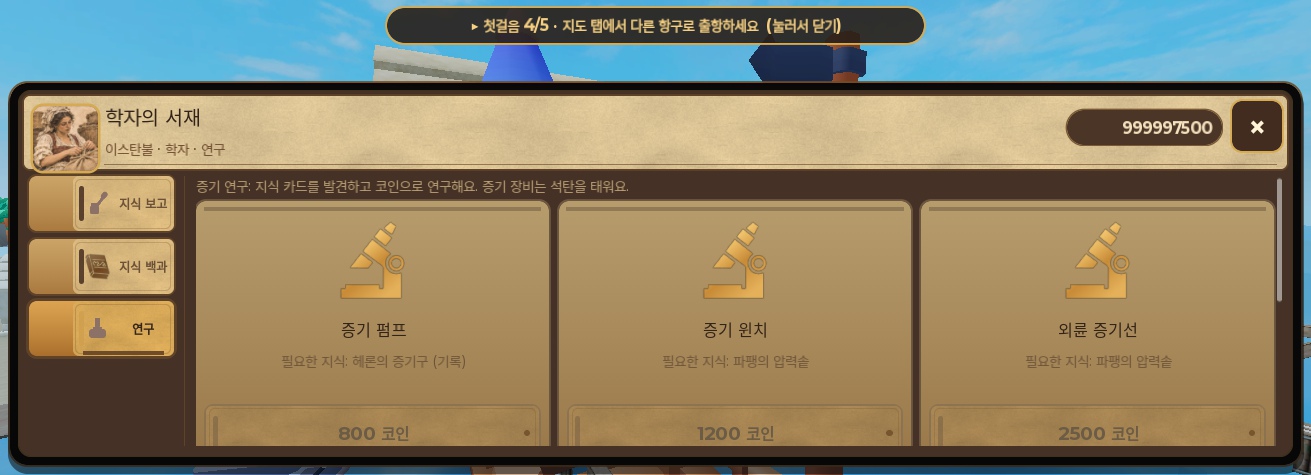 ▸ 첫걸음 4/5 · 지도 탭에서 다른 항구로 출항하세요 (눌러서 닫기)
학자의 서재
이스탄불 · 학자 · 연구
999997500
×
지식 보고
지식 백과
연구
증기 연구: 지식 카드를 발견하고 코인으로 연구해요. 증기 장비는 석탄을 태워요.
증기 펌프
필요한 지식: 헤론의 증기구 (기록)
800 코인
증기 윈치
필요한 지식: 파팽의 압력솥
1200 코인
외륜 증기선
필요한 지식: 파팽의 압력솥
2500 코인